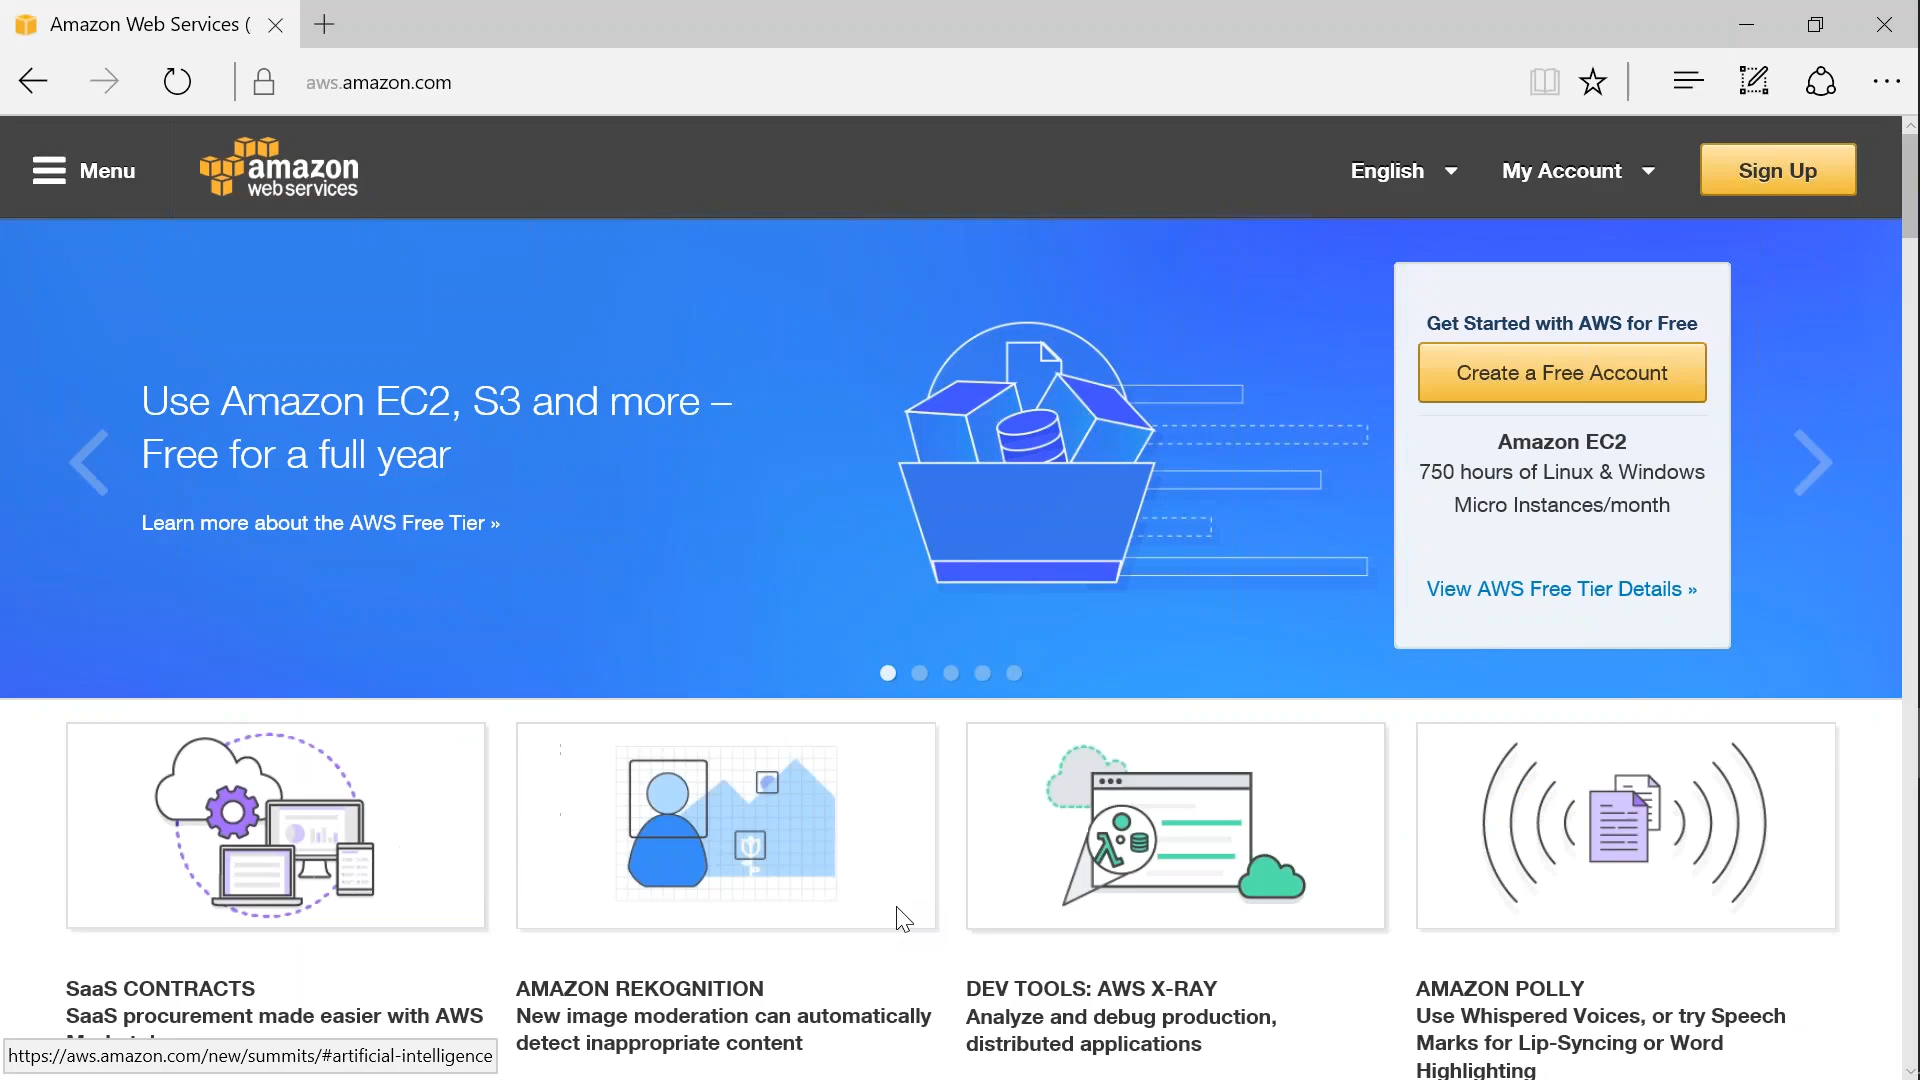 Amazon Web Services (
aws.amazon.com
Menu
amazon
webservices
English
My Account
Sign Up
Use Amazon EC2, S3 and more –
Free for a full year
Learn more about the AWS Free Tier »
Get Started with AWS for Free
Create a Free Account
Amazon EC2
750 hours of Linux & Windows
Micro Instances/month
View AWS Free Tier Details »
SaaS CONTRACTS
SaaS procurement made easier with AWS
AMAZON REKOGNITION
New image moderation can automatically
detect inappropriate content
DEV TOOLS: AWS X-RAY
Analyze and debug production,
distributed applications
AMAZON POLLY
Use Whispered Voices, or try Speech
Marks for Lip-Syncing or Word
Highlighting
https://aws.amazon.com/new/summits/#artificial-intelligence